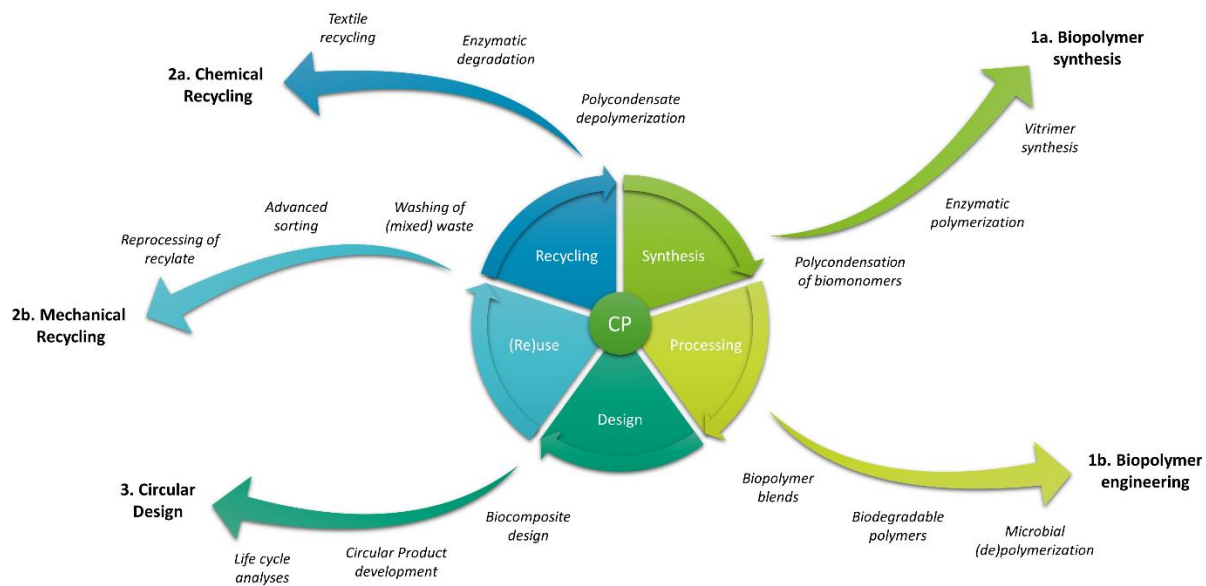 Textile
recycling
Enzymatic
degradation
2a. Chemical
Recycling
Polycondensate
depolymerization
1a. Biopolymer
synthesis
Vitrimer
synthesis
Enzymatic
polymerization
Polycondensation
of biomonomers
Washing of
(mixed) waste
Advanced
sorting
Reprocessing of
recylate
2b. Mechanical
Recycling
Recycling
Synthesis
CP
(Re)use
Processing
Design
3. Circular
Design
Life cycle
analyses
Circular Product
development
Biocomposite
design
Biopolymer
blends
Biodegradable
polymers
Microbial
(de)polymerization
1b. Biopolymer
engineering